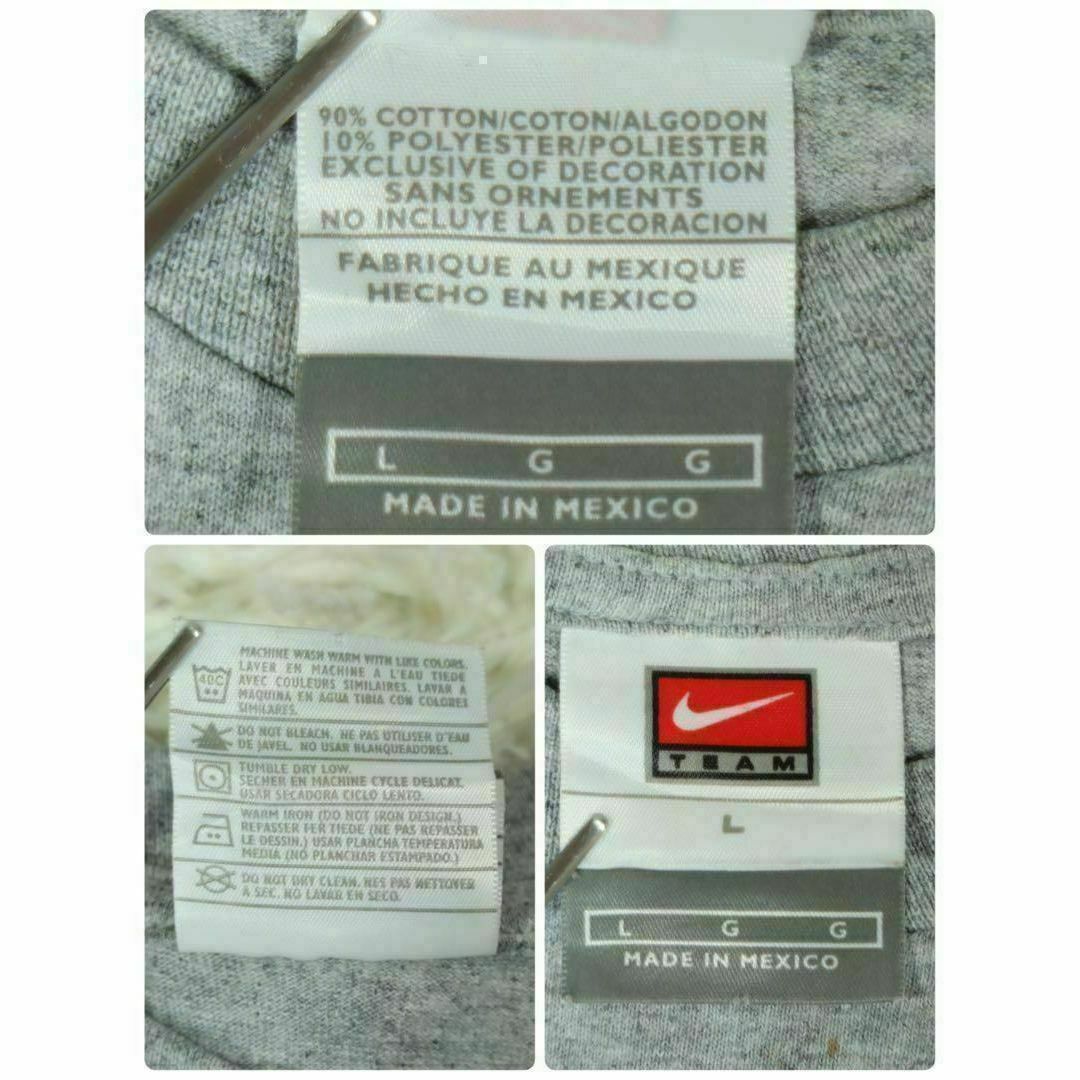 90% COTTON/COTON/ALGODON
10% POLYESTER/POLIESTER
EXCLUSIVE OF DECORATION
SANS ORNEMENTS
NO INCLUYE LA DECORACION
FABRIQUE AU MEXIQUE
HECHO EN MEXICO
L G G
MADE IN MEXICO
40C
MACHINE WASH WARM WITH LIKE COLORS.
LAVER EN MACHINE A L'EAU TIEDE
AVEC COULEURS SIMILAIRES. LAVAR A
MAQUINA EN AGUA TIBIA CON COLORES
SIMILARES.
DO NOT BLEACH. NE PAS UTILISER D'EAU
DE JAVEL. NO USAR BLANQUEADORES.
TUMBLE DRY LOW.
SECHER EN MACHINE CYCLE DELICAT.
USAR SECADORA CICLO LENTO.
WARM IRON (DO NOT IRON DESIGN.)
REPASSER FER TIEDE (NE PAS REPASSER
LE DESSIN.) USAR PLANCHA TEMPERATURA
MEDIA (NO PLANCHAR ESTAMPADO.)
DO NOT DRY CLEAN. NES PAS NETTOYER
A SEC. NO LAVAR EN SECO.
TEAM
L
L G G
MADE IN MEXICO